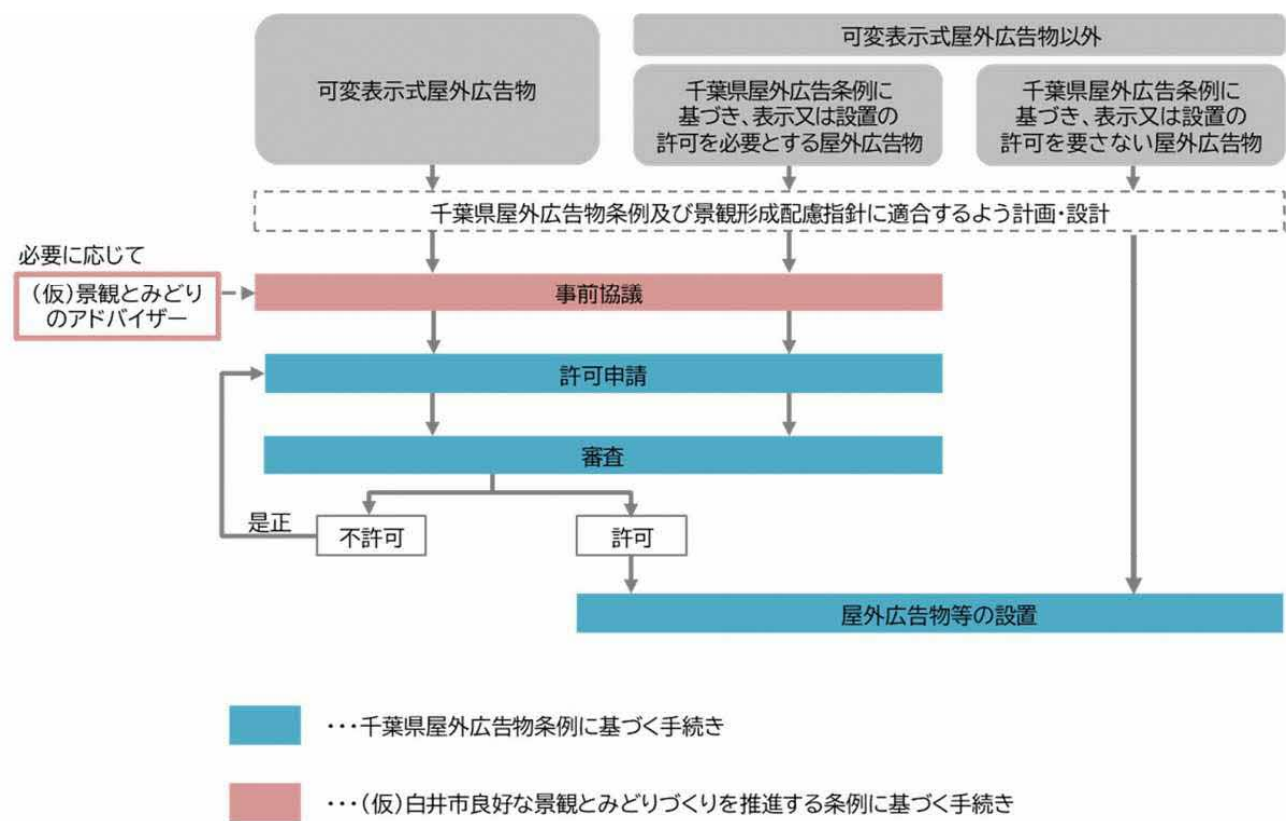 可変表示式屋外広告物以外
可変表示式屋外広告物
千葉県屋外広告条例に
基づき、表示又は設置の
許可を必要とする屋外広告物
千葉県屋外広告条例に
基づき、表示又は設置の
許可を要さない屋外広告物
千葉県屋外広告物条例及び景観形成配慮指針に適合するよう計画・設計
必要に応じて
(仮)景観とみどり
のアドバイザー
事前協議
許可申請
審査
是正
不許可
許可
屋外広告物等の設置
・・・千葉県屋外広告物条例に基づく手続き
・・・(仮)白井市良好な景観とみどりづくりを推進する条例に基づく手続き